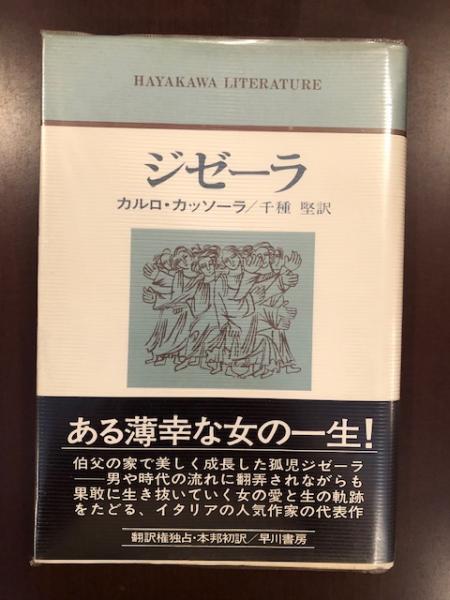 HAYAKAWA LITERATURE
ジゼーラ
カルロ・カッソーラ/千種 堅訳
ある薄幸な女の一生!
伯父の家で美しく成長した孤児ジゼーラ
──男や時代の流れに翻弄されながらも
果敢に生き抜いていく女の愛と生の軌跡
をたどる、イタリアの人気作家の代表作
翻訳権独占・本邦初訳/早川書房